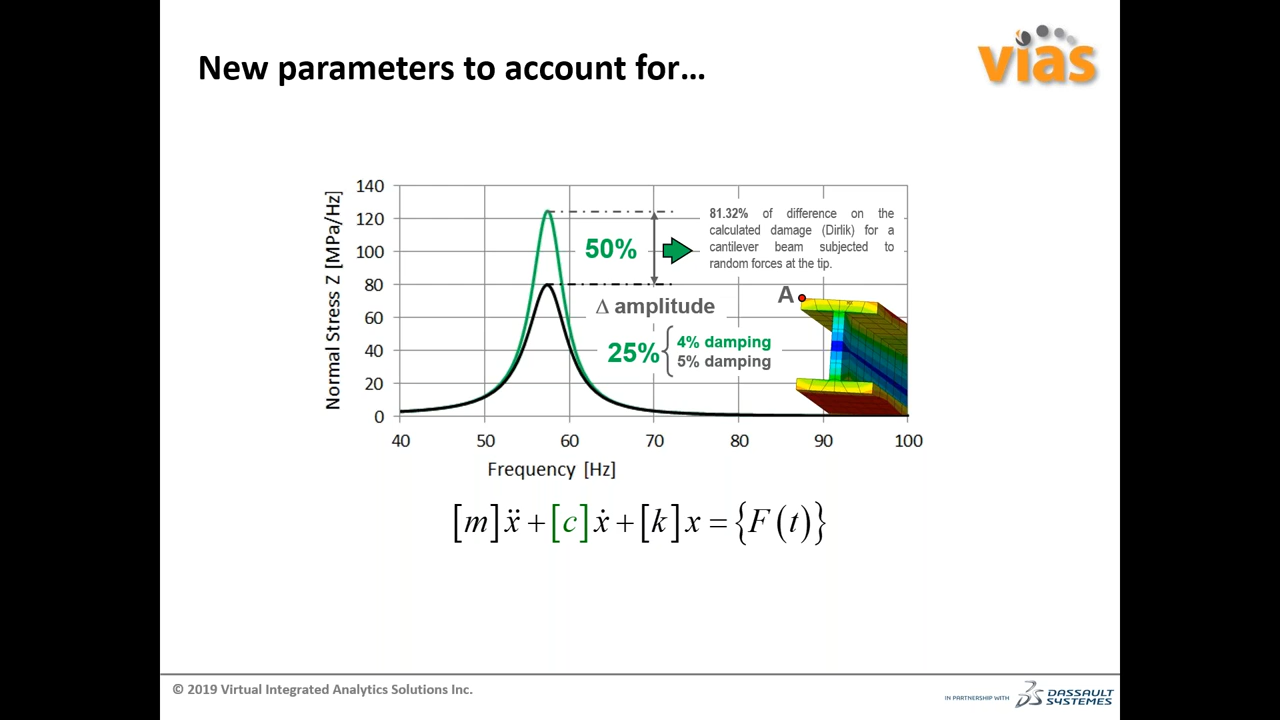 New parameters to account for…
vias
Normal Stress Z [MPa/Hz]
140
120
100
80
60
40
20
0
40 50 60 70 80 90 100
Frequency [Hz]
50%
81.32% of difference on the
calculated damage (Dirlik) for a
cantilever beam subjected to
random forces at the tip.
A
Δ amplitude
25%
4% damping
5% damping
[m]ẍ + [c]ẋ + [k]x = {F(t)}
© 2019 Virtual Integrated Analytics Solutions Inc.
IN PARTNERSHIP WITH
DASSAULT
SYSTEMES